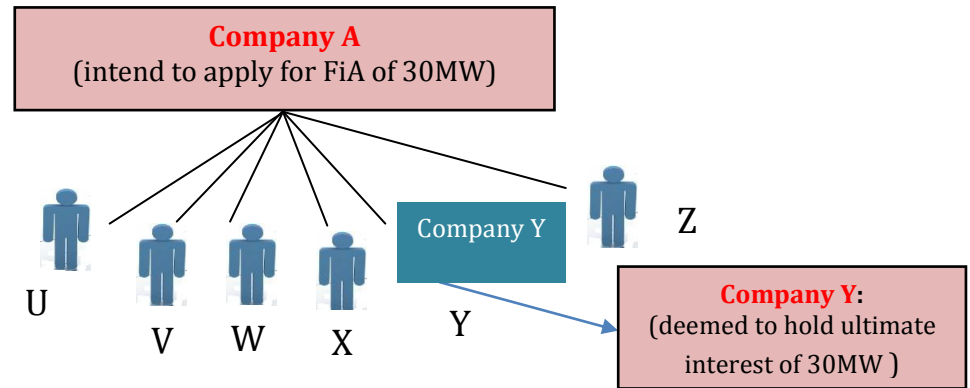 Company A
(intend to apply for FiA of 30MW)
Company Y
Z
U
V
W
X
Y
Company Y:
(deemed to hold ultimate
interest of 30MW )